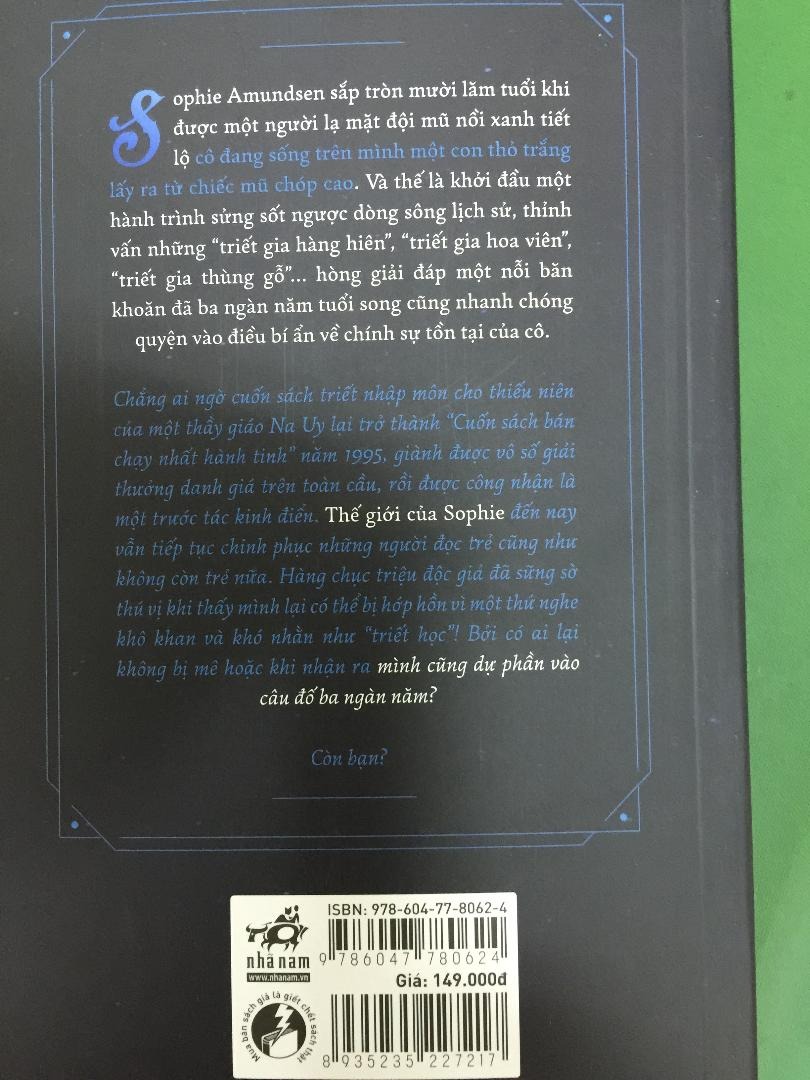 Sophie Amundsen sắp tròn mười lăm tuổi khi
được một người lạ mặt đội mũ nồi xanh tiết
lộ cô đang sống trên mình một con thỏ trắng
lấy ra từ chiếc mũ chóp cao. Và thế là khởi đầu một
hành trình sửng sốt ngược dòng sông lịch sử, thỉnh
vấn những “triết gia hàng hiên”, “triết gia hoa viên”,
“triết gia thùng gỗ”... hòng giải đáp một nỗi băn
khoăn đã ba ngàn năm tuổi song cũng nhanh chóng
quyện vào điều bí ẩn về chính sự tồn tại của cô.
Chẳng ai ngờ cuốn sách triết nhập môn cho thiếu niên
của một thầy giáo Na Uy lại trở thành “Cuốn sách bán
chạy nhất hành tinh” năm 1995, giành được vô số giải
thưởng danh giá trên toàn cầu, rồi được công nhận là
một trước tác kinh điển. Thế giới của Sophie đến nay
vẫn tiếp tục chinh phục những người đọc trẻ cũng như
không còn trẻ nữa. Hàng chục triệu độc giả đã sững sờ
thú vị khi thấy mình lại có thể bị hớp hồn vì một thứ nghe
khô khan và khó nhằn như “triết học”! Bởi có ai lại
không bị mê hoặc khi nhận ra mình cũng dự phần vào
câu đố ba ngàn năm?
Còn bạn?
ISBN: 978-604-77-8062-4
nhã nam
www.nhanam.vn
9 786047 780624
Giá: 149.000đ
Mua bán sách giả là giết chết sách thật
8 935235 227217